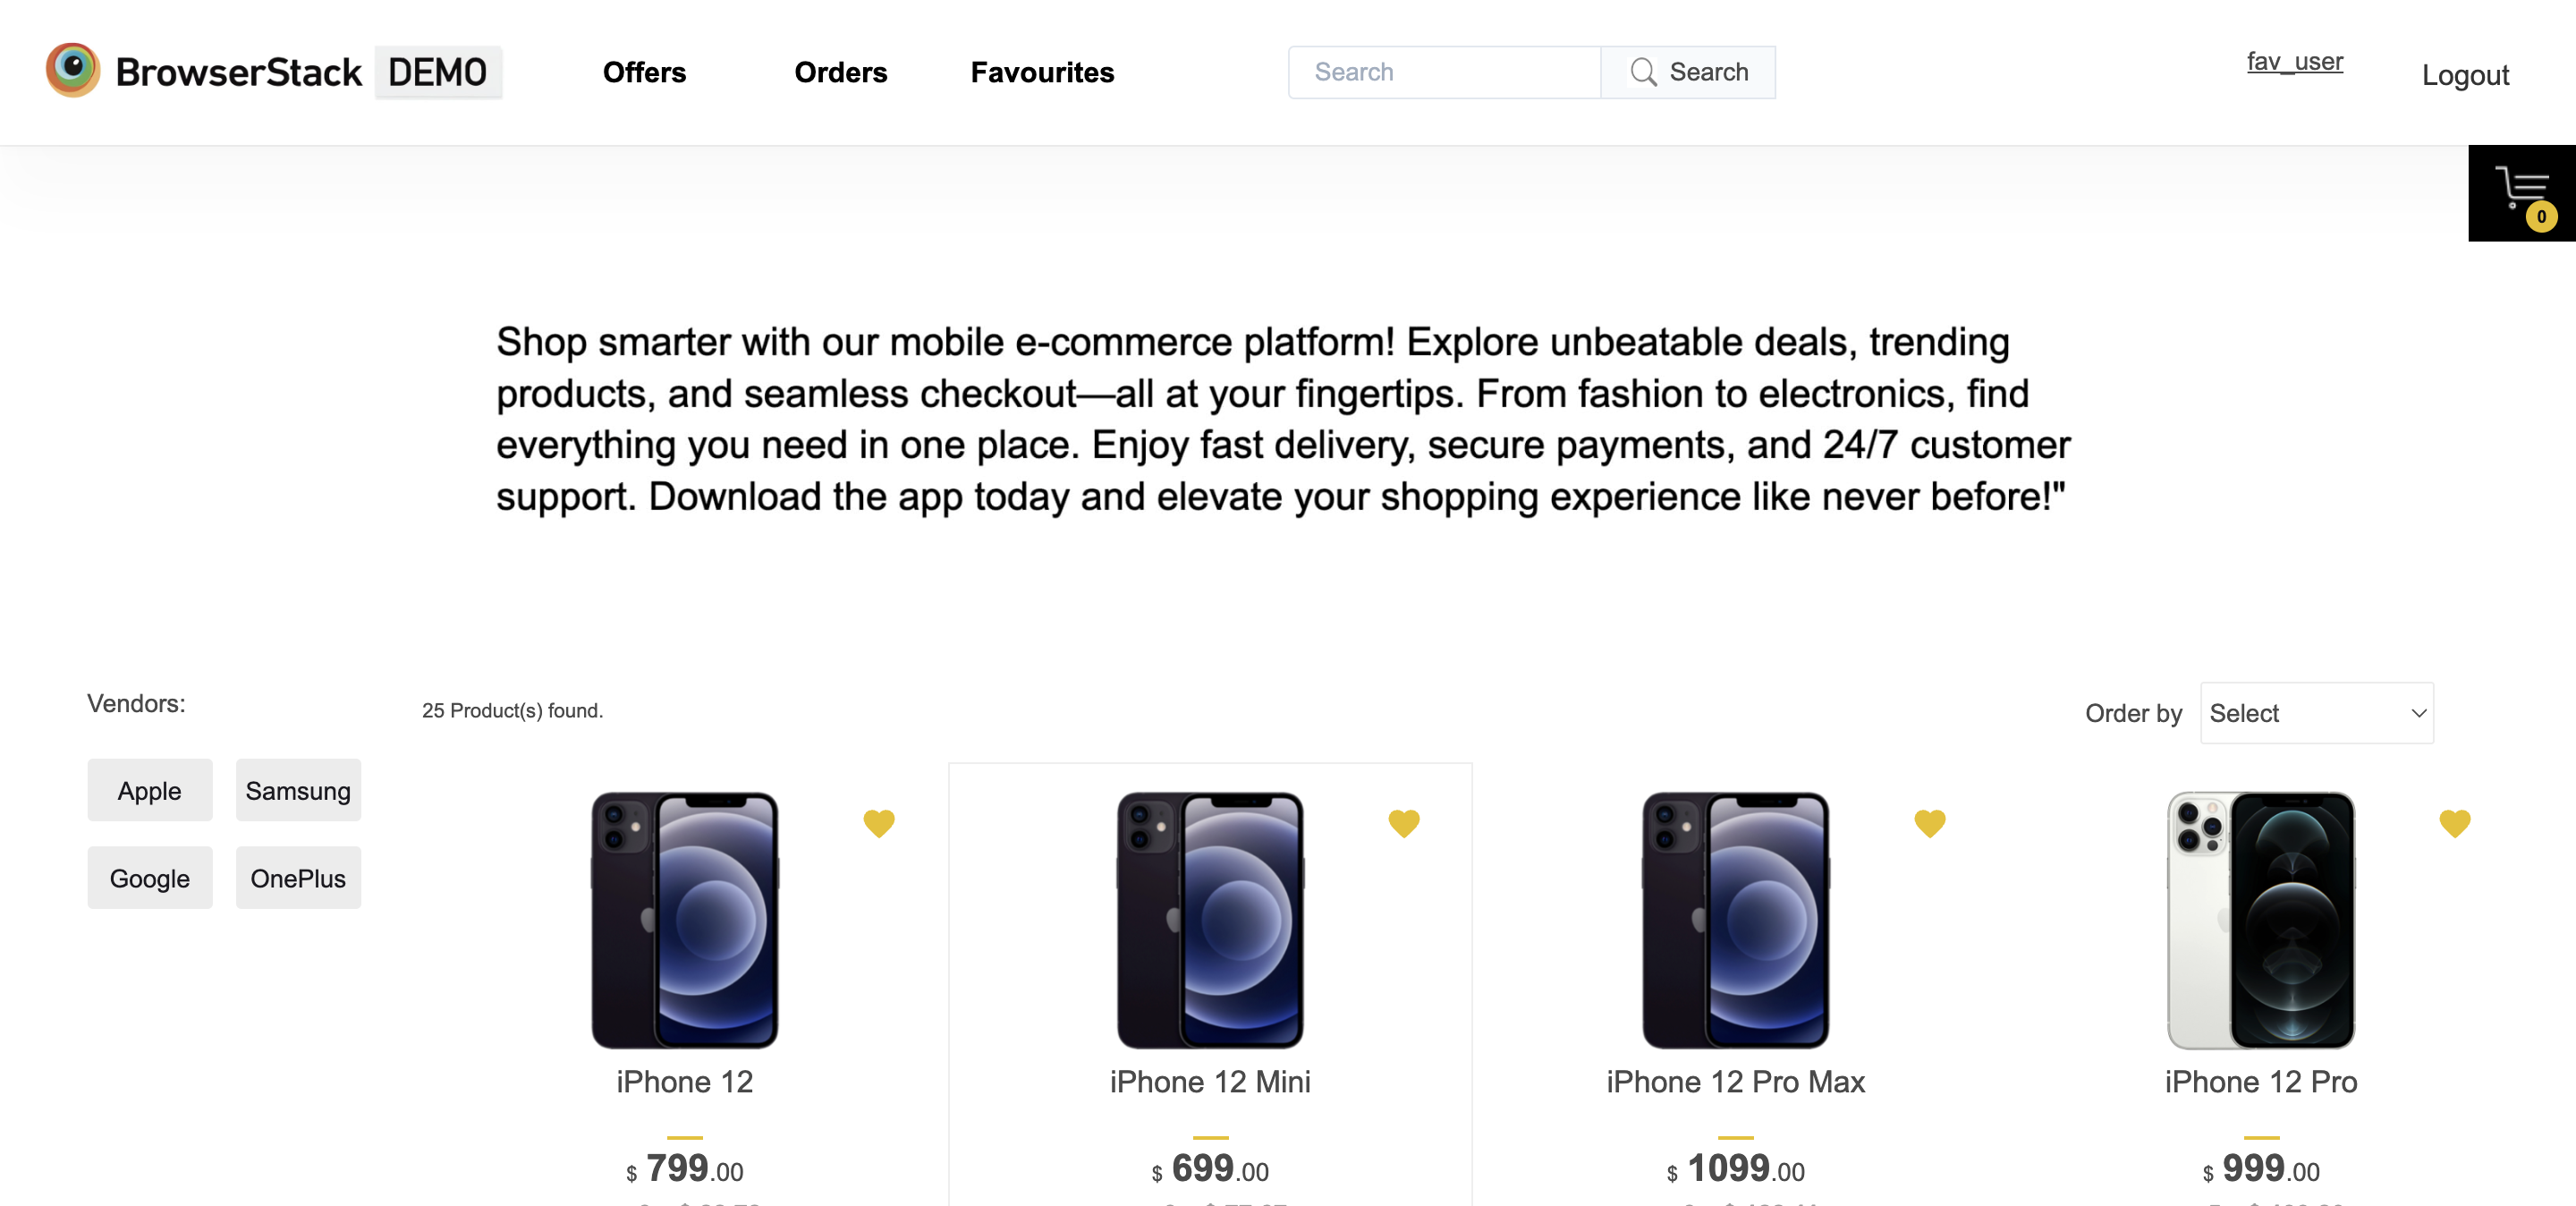 BrowserStack DEMO
Offers
Orders
Favourites
Search
Search
fav_user
Logout
0
Shop smarter with our mobile e-commerce platform! Explore unbeatable deals, trending
products, and seamless checkout—all at your fingertips. From fashion to electronics, find
everything you need in one place. Enjoy fast delivery, secure payments, and 24/7 customer
support. Download the app today and elevate your shopping experience like never before!"
Vendors:
25 Product(s) found.
Order by
Select
Apple
Samsung
Google
OnePlus
iPhone 12
iPhone 12 Mini
iPhone 12 Pro Max
iPhone 12 Pro
$ 799.00
$ 699.00
$ 1099.00
$ 999.00